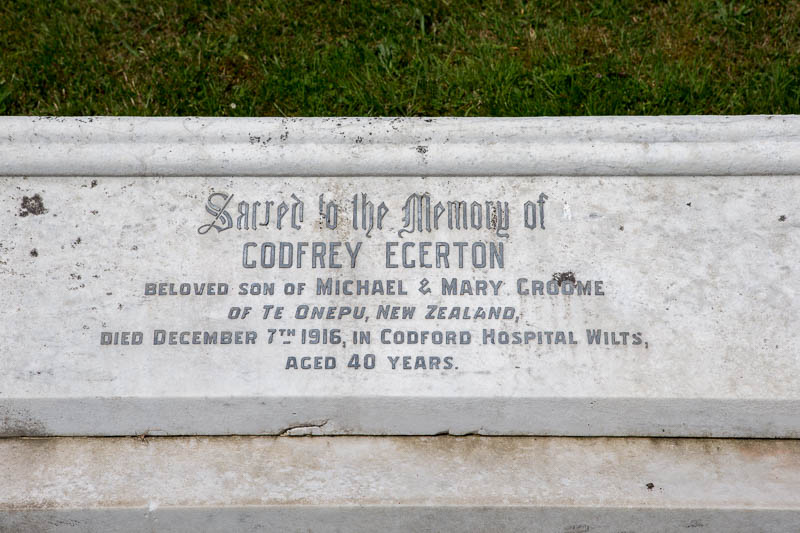 Sacred to the Memory of
GODFREY EGERTON
BELOVED SON OF MICHAEL & MARY GROOME
OF TE ONEPU, NEW ZEALAND,
DIED DECEMBER 7TH 1916, IN CODFORD HOSPITAL WILTS,
AGED 40 YEARS.